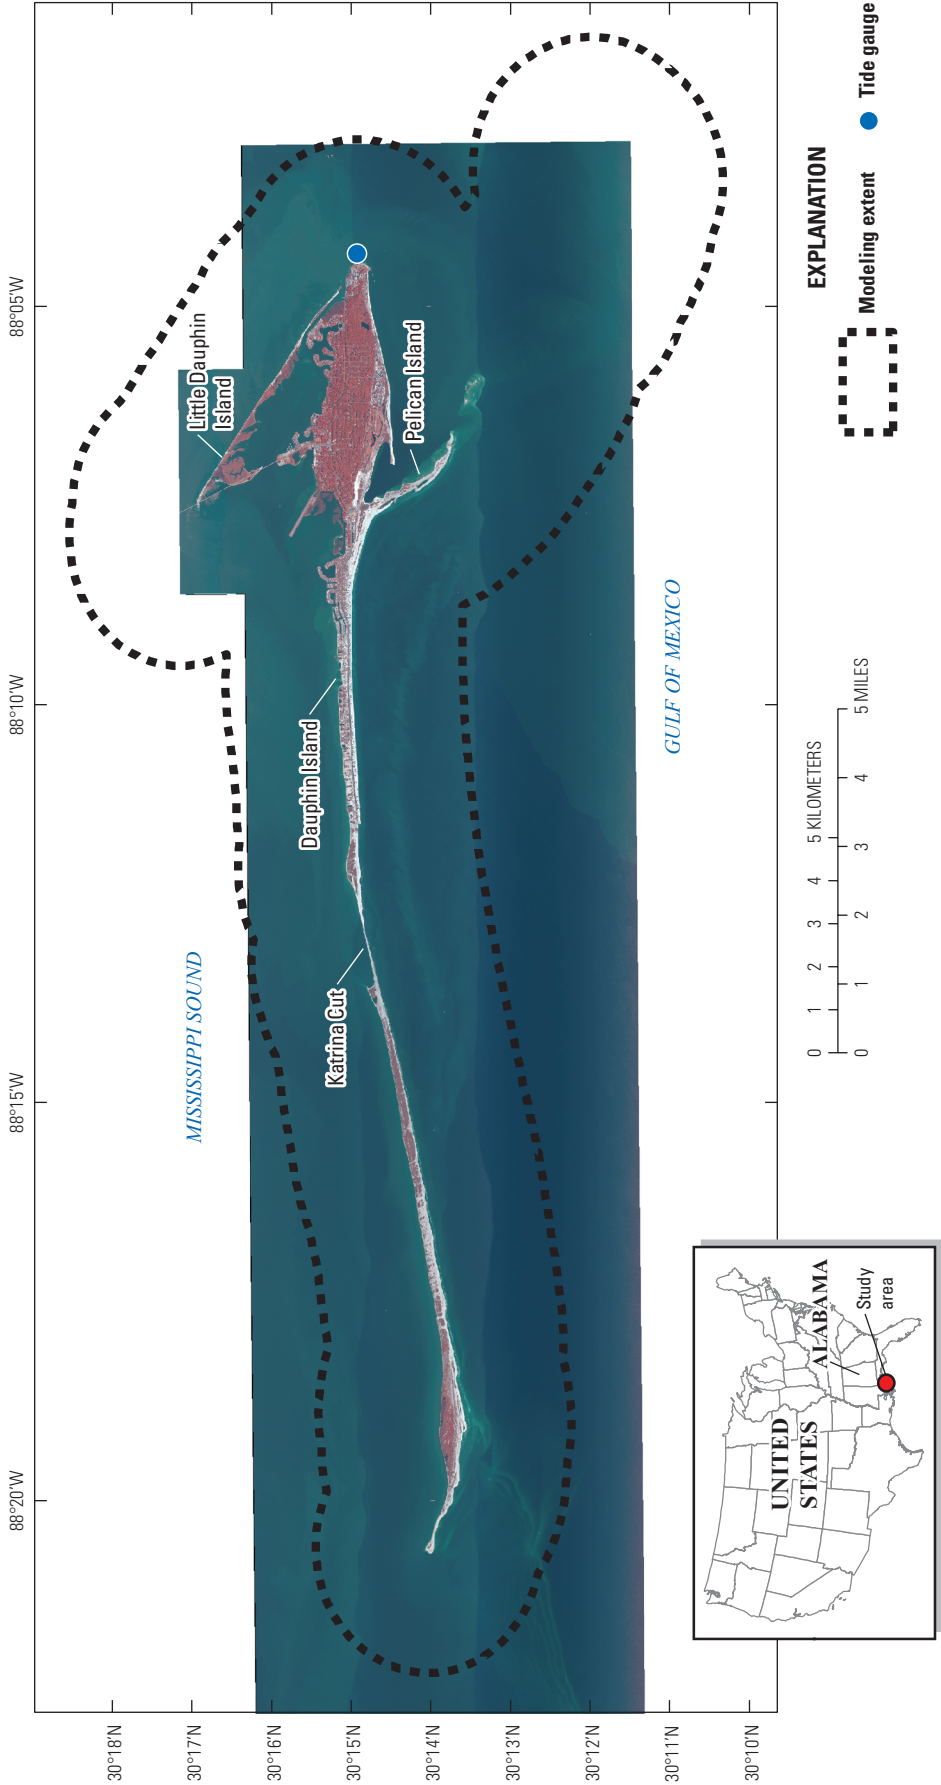 88°20'W
88°15'W
88°10'W
88°05'W
30°18'N
30°17'N
30°16'N
30°15'N
30°14'N
30°13'N
30°12'N
30°11'N
30°10'N
MISSISSIPPI SOUND
Little Dauphin
Island
Katrina Cut
Dauphin Island
Pelican Island
GULF OF MEXICO
UNITED
STATES
ALABAMA
Study
area
0 1 2 3 4 5 KILOMETERS
0 1 2 3 4 5 MILES
EXPLANATION
Modeling extent
Tide gauge